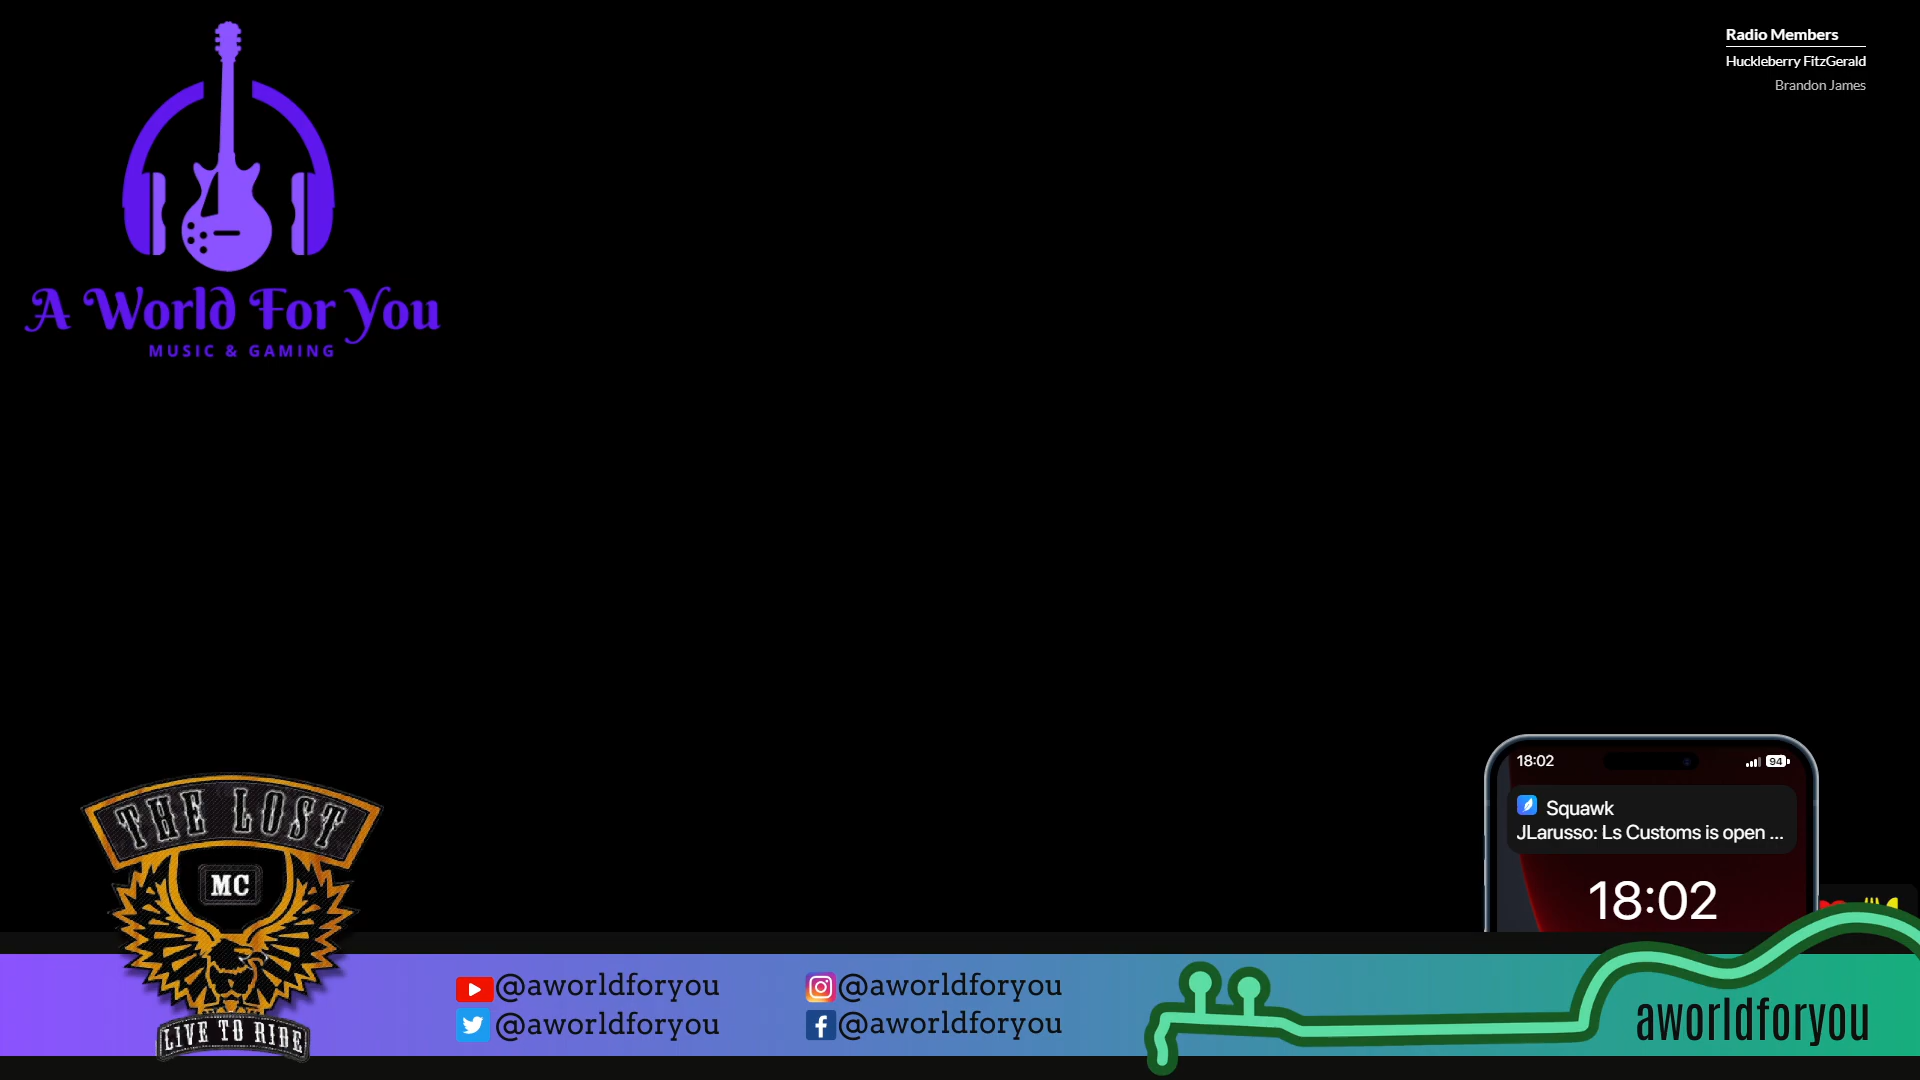 Radio Members
Huckleberry FitzGerald
Brandon James
A World For You
MUSIC & GAMING
18:02
94
Squawk
JLarusso: Ls Customs is open ...
18:02
THE LOST
MC
LIVE TO RIDE
@aworldforyou
@aworldforyou
@aworldforyou
@aworldforyou
aworldforyou